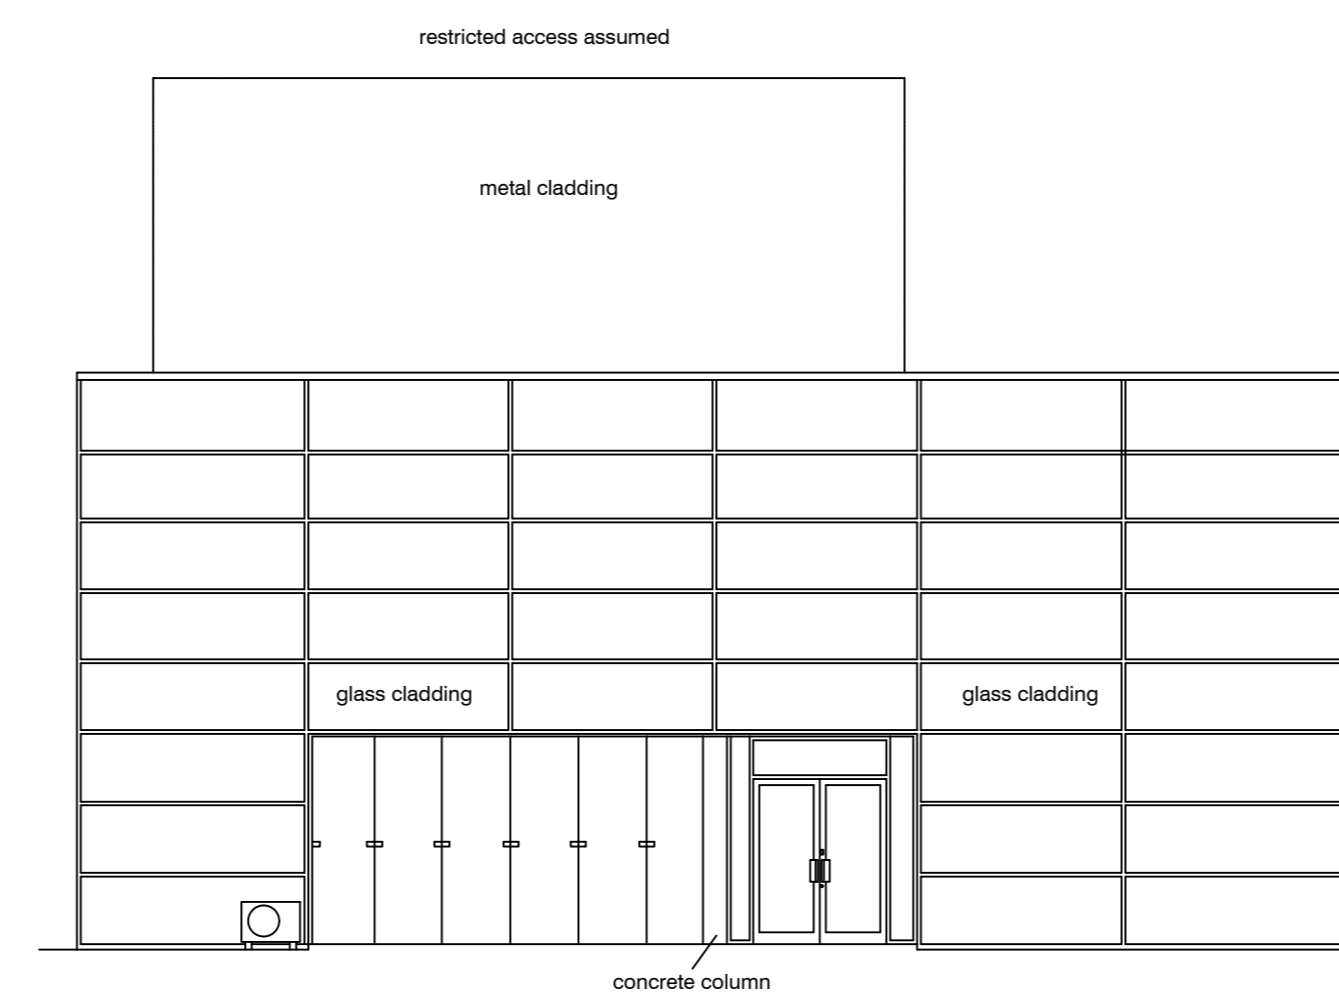 restricted access assumed
metal cladding
glass cladding
glass cladding
concrete column